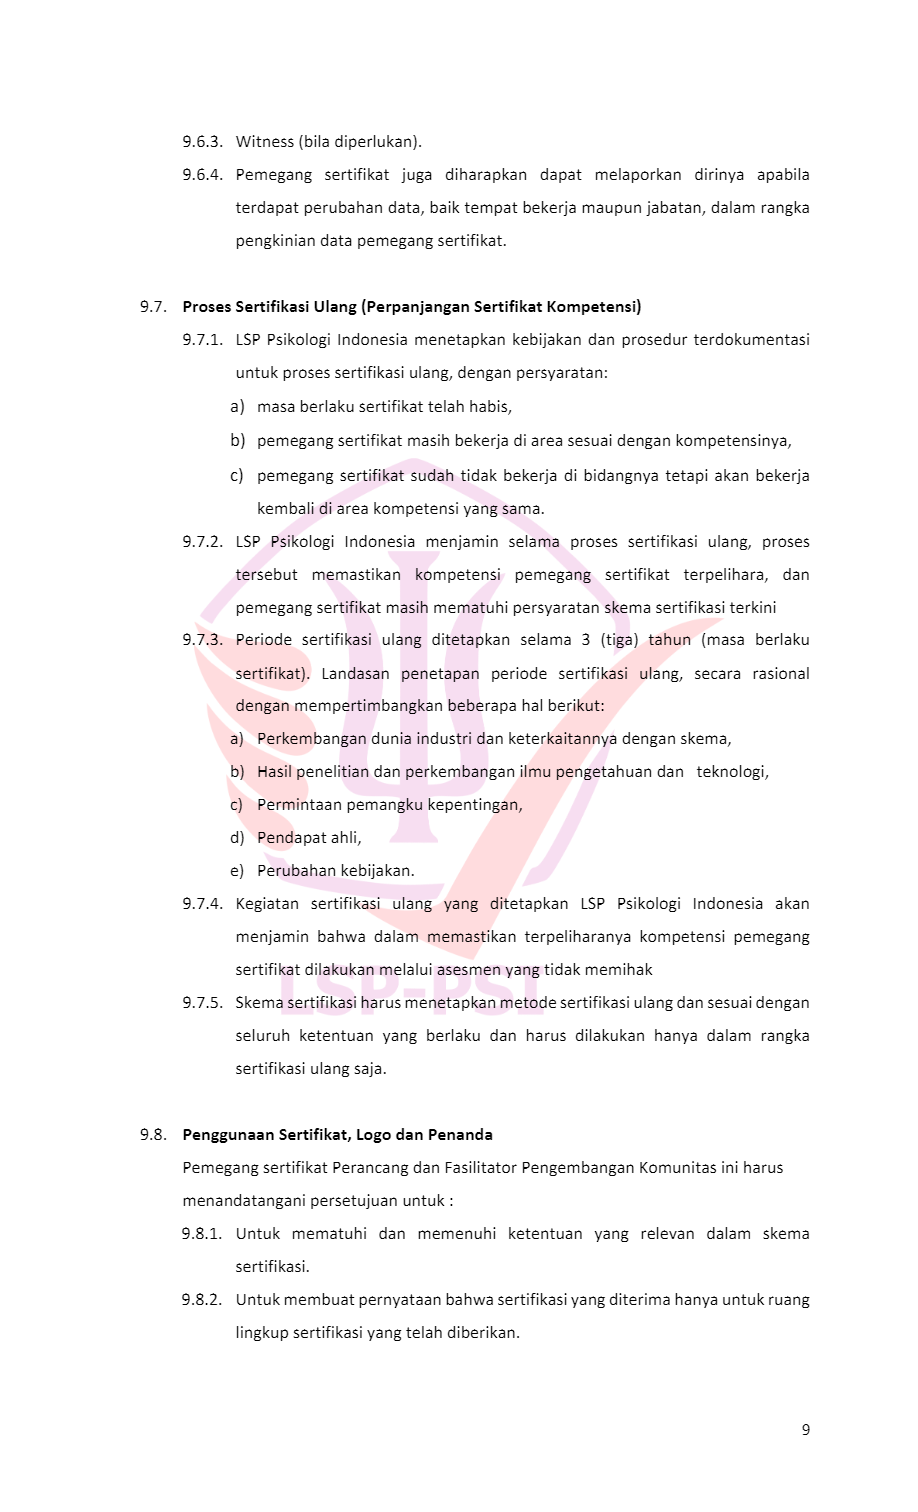 9.6.3. Witness (bila diperlukan).
9.6.4. Pemegang sertifikat juga diharapkan dapat melaporkan dirinya apabila
terdapat perubahan data, baik tempat bekerja maupun jabatan, dalam rangka
pengkinian data pemegang sertifikat.
9.7. Proses Sertifikasi Ulang (Perpanjangan Sertifikat Kompetensi)
9.7.1. LSP Psikologi Indonesia menetapkan kebijakan dan prosedur terdokumentasi
untuk proses sertifikasi ulang, dengan persyaratan:
a) masa berlaku sertifikat telah habis,
b) pemegang sertifikat masih bekerja di area sesuai dengan kompetensinya,
c) pemegang sertifikat sudah tidak bekerja di bidangnya tetapi akan bekerja
kembali di area kompetensi yang sama.
9.7.2. LSP Psikologi Indonesia menjamin selama proses sertifikasi ulang, proses
tersebut memastikan kompetensi pemegang sertifikat terpelihara, dan
pemegang sertifikat masih mematuhi persyaratan skema sertifikasi terkini
9.7.3. Periode sertifikasi ulang ditetapkan selama 3 (tiga) tahun (masa berlaku
sertifikat). Landasan penetapan periode sertifikasi ulang, secara rasional
dengan mempertimbangkan beberapa hal berikut:
a) Perkembangan dunia industri dan keterkaitannya dengan skema,
b) Hasil penelitian dan perkembangan ilmu pengetahuan dan teknologi,
c) Permintaan pemangku kepentingan,
d) Pendapat ahli,
e) Perubahan kebijakan.
9.7.4. Kegiatan sertifikasi ulang yang ditetapkan LSP Psikologi Indonesia akan
menjamin bahwa dalam memastikan terpeliharanya kompetensi pemegang
sertifikat dilakukan melalui asesmen yang tidak memihak
LSP-PSI
9.7.5. Skema sertifikasi harus menetapkan metode sertifikasi ulang dan sesuai dengan
seluruh ketentuan yang berlaku dan harus dilakukan hanya dalam rangka
sertifikasi ulang saja.
9.8. Penggunaan Sertifikat, Logo dan Penanda
Pemegang sertifikat Perancang dan Fasilitator Pengembangan Komunitas ini harus
menandatangani persetujuan untuk :
9.8.1. Untuk mematuhi dan memenuhi ketentuan yang relevan dalam skema
sertifikasi.
9.8.2. Untuk membuat pernyataan bahwa sertifikasi yang diterima hanya untuk ruang
lingkup sertifikasi yang telah diberikan.
9